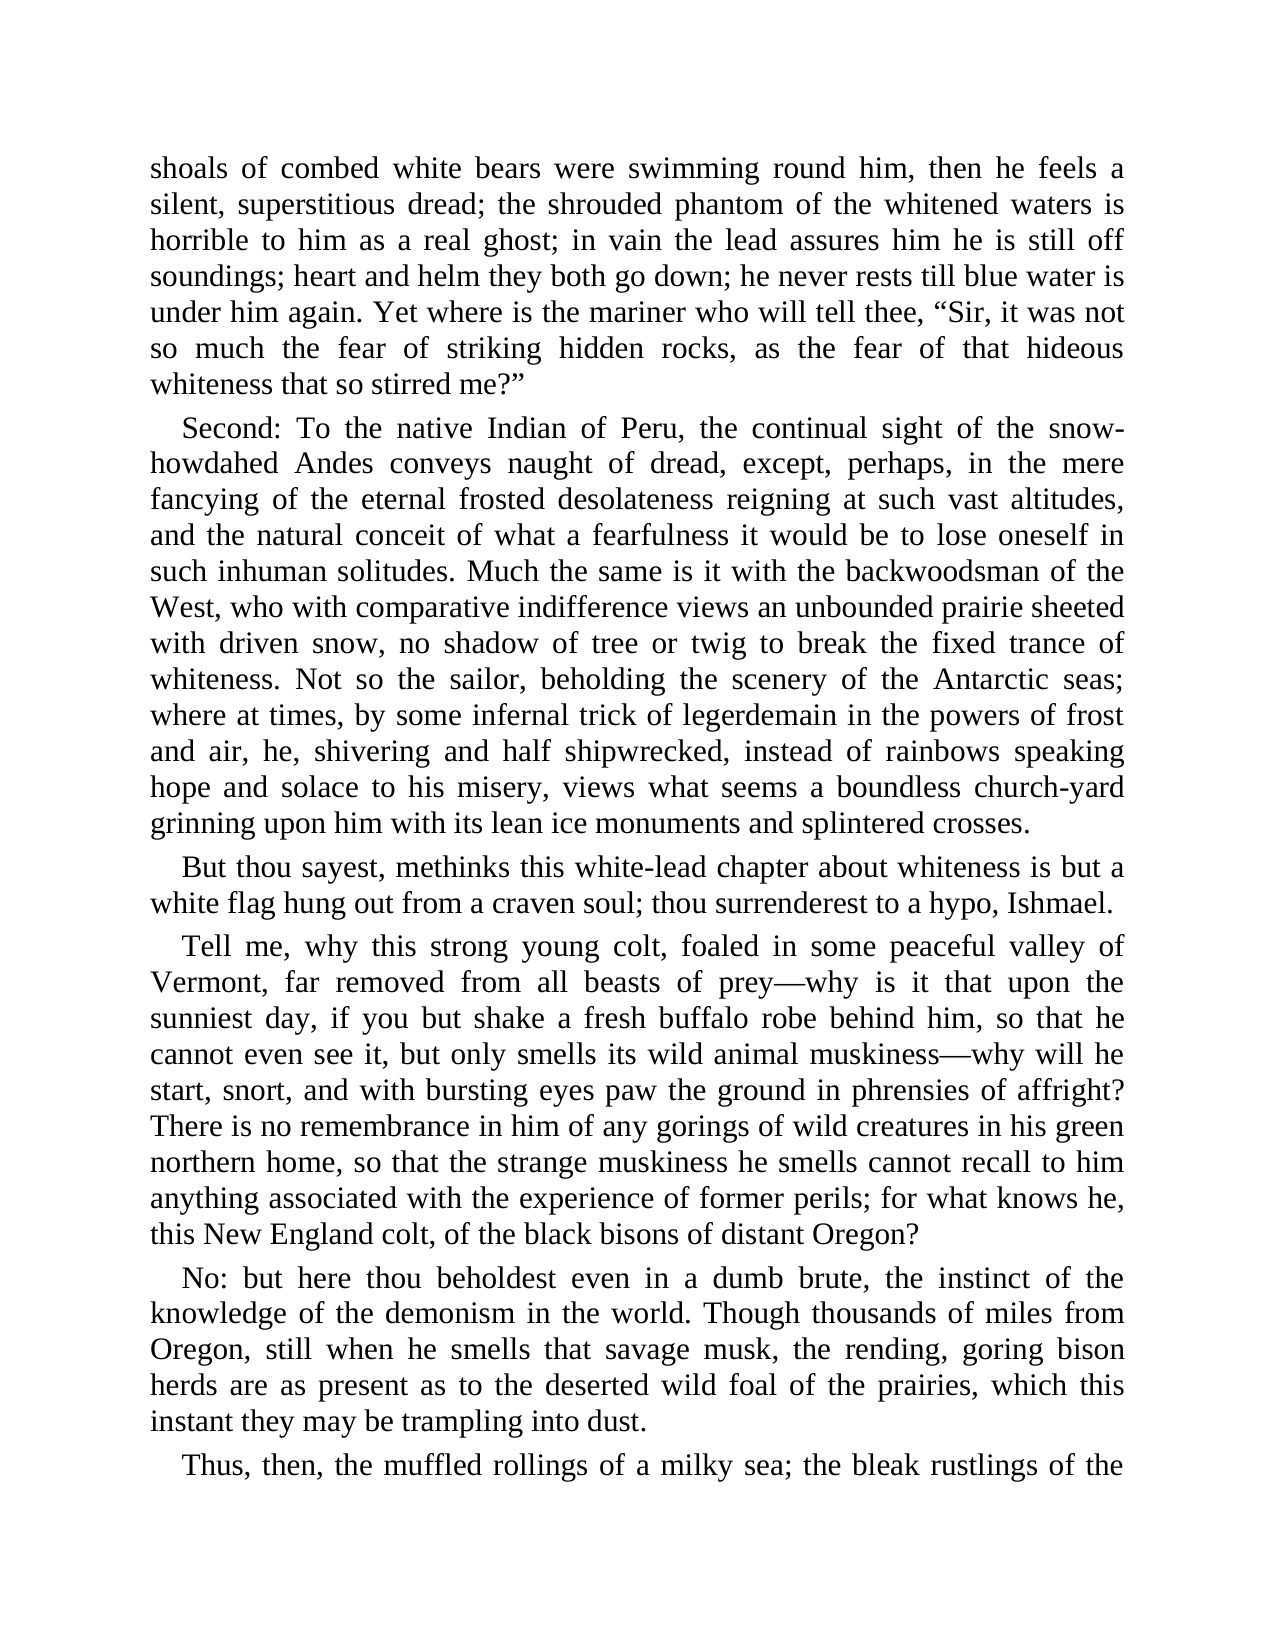 shoals of combed white bears were swimming round him, then he feels a
silent, superstitious dread; the shrouded phantom of the whitened waters is
horrible to him as a real ghost; in vain the lead assures him he is still off
soundings; heart and helm they both go down; he never rests till blue water is
under him again. Yet where is the mariner who will tell thee, “Sir, it was not
so much the fear of striking hidden rocks, as the fear of that hideous
whiteness that so stirred me?”
Second: To the native Indian of Peru, the continual sight of the snow-
howdahed Andes conveys naught of dread, except, perhaps, in the mere
fancying of the eternal frosted desolateness reigning at such vast altitudes,
and the natural conceit of what a fearfulness it would be to lose oneself in
such inhuman solitudes. Much the same is it with the backwoodsman of the
West, who with comparative indifference views an unbounded prairie sheeted
with driven snow, no shadow of tree or twig to break the fixed trance of
whiteness. Not so the sailor, beholding the scenery of the Antarctic seas;
where at times, by some infernal trick of legerdemain in the powers of frost
and air, he, shivering and half shipwrecked, instead of rainbows speaking
hope and solace to his misery, views what seems a boundless church-yard
grinning upon him with its lean ice monuments and splintered crosses.
But thou sayest, methinks this white-lead chapter about whiteness is but a
white flag hung out from a craven soul; thou surrenderest to a hypo, Ishmael.
Tell me, why this strong young colt, foaled in some peaceful valley of
Vermont, far removed from all beasts of prey—why is it that upon the
sunniest day, if you but shake a fresh buffalo robe behind him, so that he
cannot even see it, but only smells its wild animal muskiness—why will he
start, snort, and with bursting eyes paw the ground in phrensies of affright?
There is no remembrance in him of any gorings of wild creatures in his green
northern home, so that the strange muskiness he smells cannot recall to him
anything associated with the experience of former perils; for what knows he,
this New England colt, of the black bisons of distant Oregon?
No: but here thou beholdest even in a dumb brute, the instinct of the
knowledge of the demonism in the world. Though thousands of miles from
Oregon, still when he smells that savage musk, the rending, goring bison
herds are as present as to the deserted wild foal of the prairies, which this
instant they may be trampling into dust.
Thus, then, the muffled rollings of a milky sea; the bleak rustlings of the